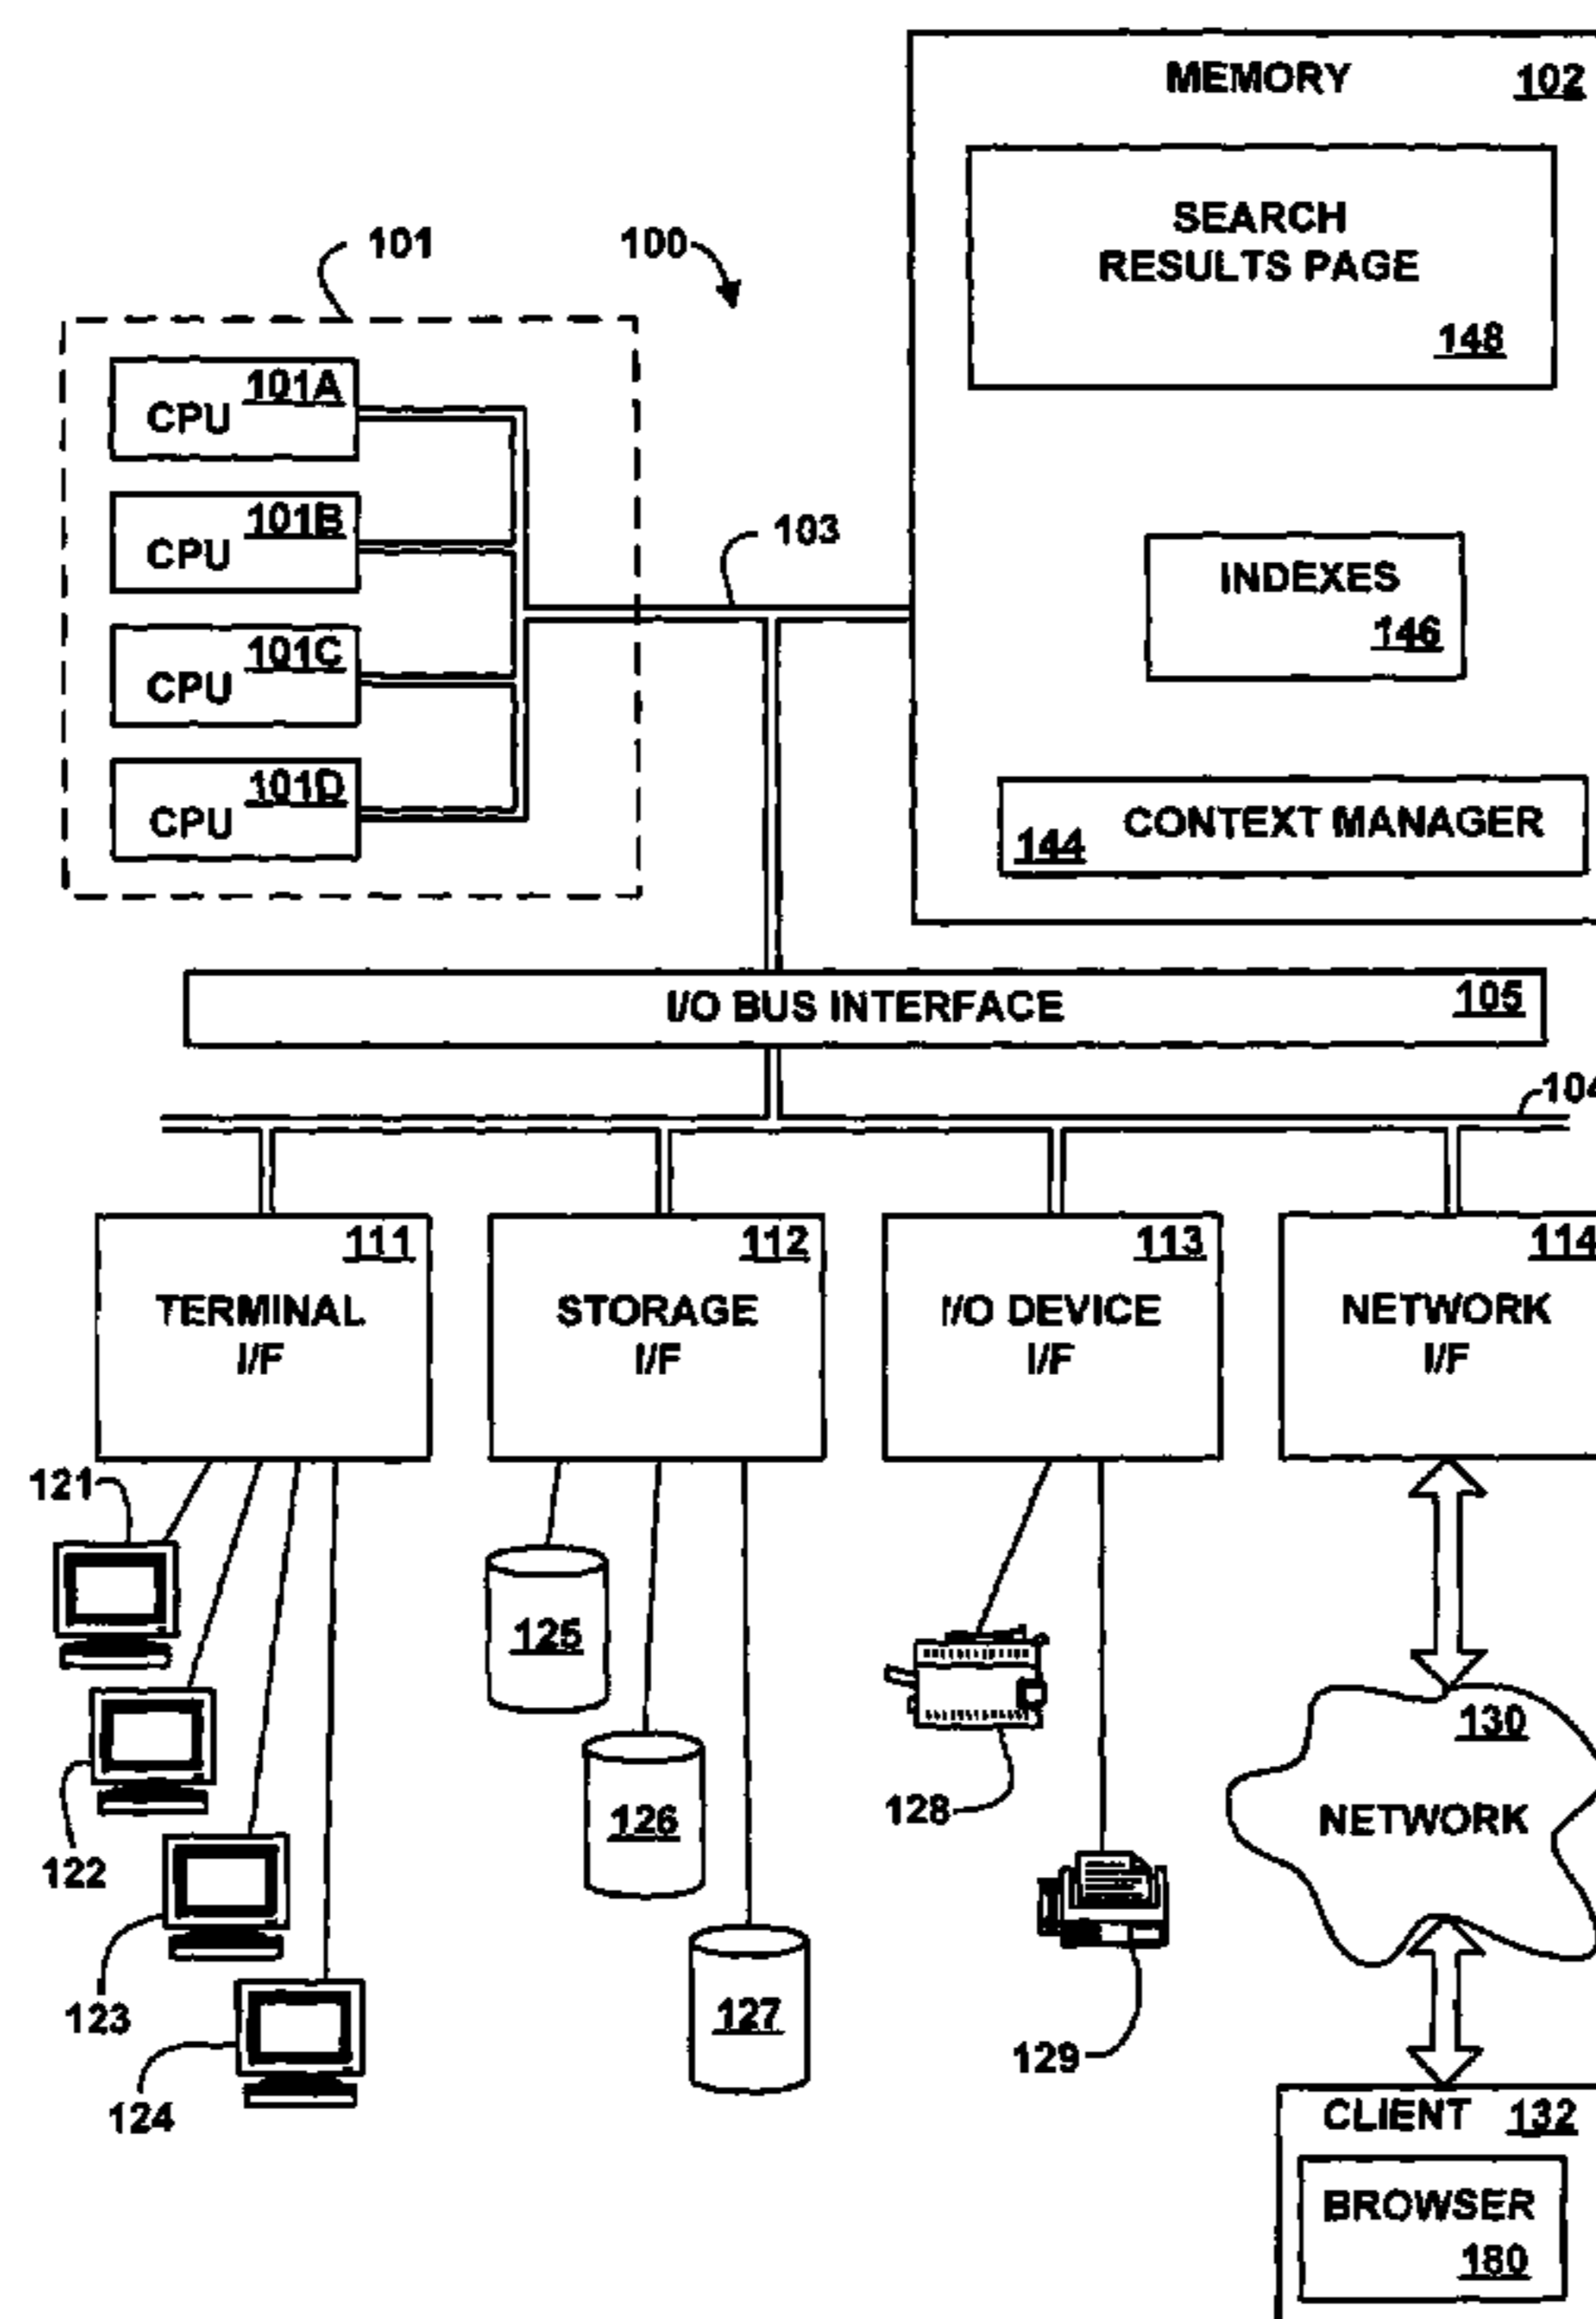 MEMORY 102
SEARCH
RESULTS PAGE
148
101
100
101A
CPU
101B
CPU
101C
CPU
101D
CPU
103
INDEXES
146
144 CONTEXT MANAGER
I/O BUS INTERFACE 105
104
111
TERMINAL
I/F
112
STORAGE
I/F
113
I/O DEVICE
I/F
114
NETWORK
I/F
121
122
123
124
125
126
127
128
129
130
NETWORK
CLIENT 132
BROWSER
180